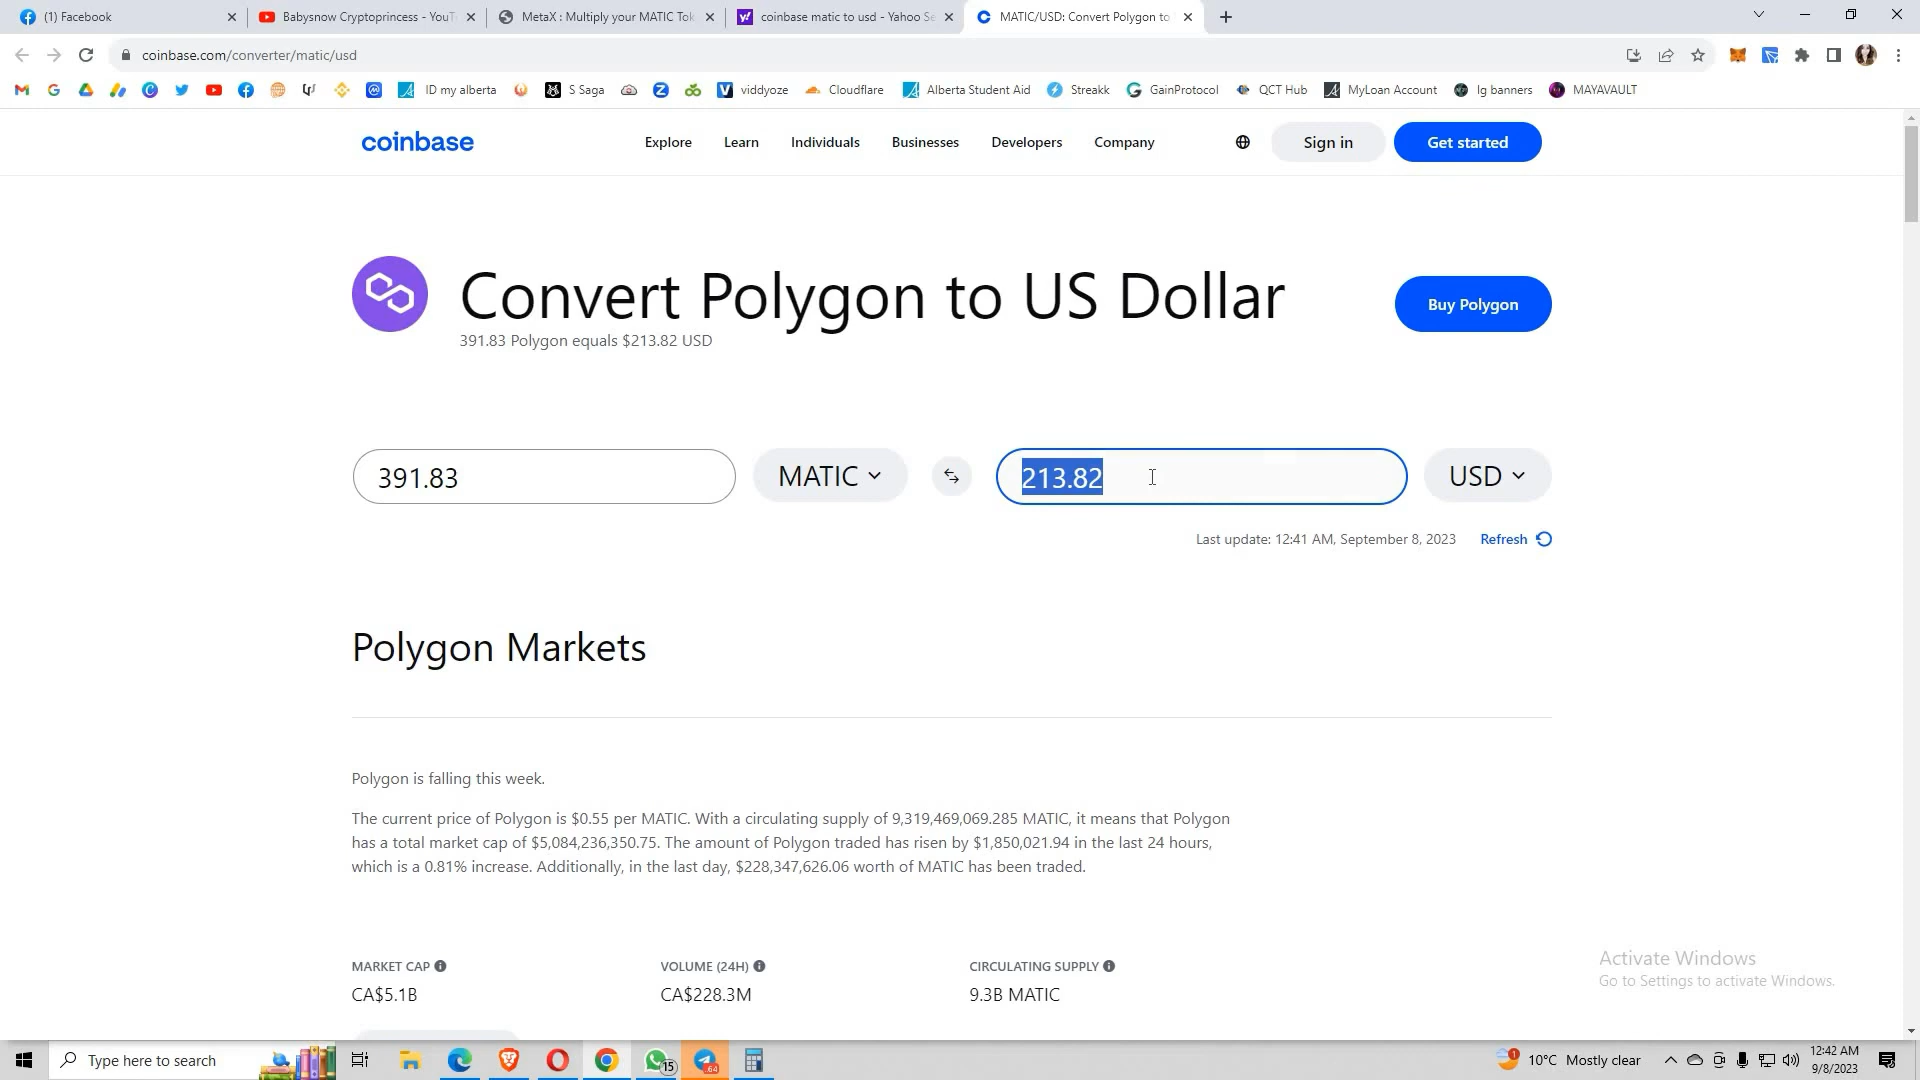 (1) Facebook
Babysnow Cryptoprincess - YouT
MetaX : Multiply your MATIC Tok
coinbase matic to usd - Yahoo Se
MATIC/USD: Convert Polygon to
coinbase.com/converter/matic/usd
ID my alberta
S Saga
viddyoze
Cloudflare
Alberta Student Aid
Streakk
GainProtocol
QCT Hub
MyLoan Account
Ig banners
MAYAVAULT
coinbase
Explore
Learn
Individuals
Businesses
Developers
Company
Sign in
Get started
Convert Polygon to US Dollar
391.83 Polygon equals $213.82 USD
Buy Polygon
391.83
MATIC
213.82
USD
Last update: 12:41 AM, September 8, 2023
Refresh
Polygon Markets
Polygon is falling this week.
The current price of Polygon is $0.55 per MATIC. With a circulating supply of 9,319,469,069.285 MATIC, it means that Polygon
has a total market cap of $5,084,236,350.75. The amount of Polygon traded has risen by $1,850,021.94 in the last 24 hours,
which is a 0.81% increase. Additionally, in the last day, $228,347,626.06 worth of MATIC has been traded.
MARKET CAP
CA$5.1B
VOLUME (24H)
CA$228.3M
CIRCULATING SUPPLY
9.3B MATIC
Activate Windows
Go to Settings to activate Windows.
Type here to search
15
64
1
10°C Mostly clear
12:42 AM
9/8/2023